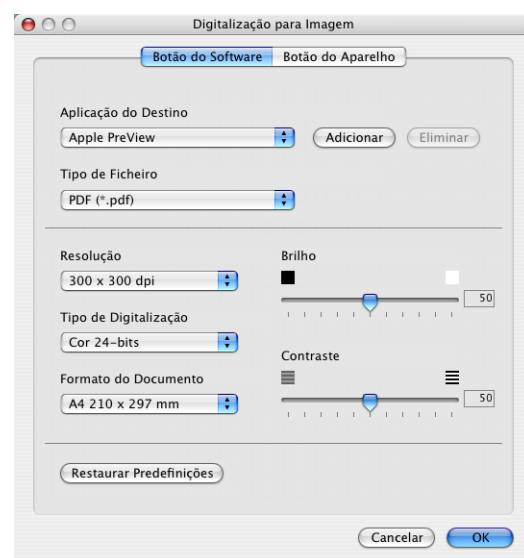 Digitalização para Imagem
Botão do Software
Botão do Aparelho
Aplicação do Destino
Apple PreView
Adicionar
Eliminar
Tipo de Ficheiro
PDF (*.pdf)
Resolução
300 x 300 dpi
Tipo de Digitalização
Cor 24-bits
Formato do Documento
A4 210 x 297 mm
Brilho
50
Contraste
50
Restaurar Predefinições
Cancelar
OK